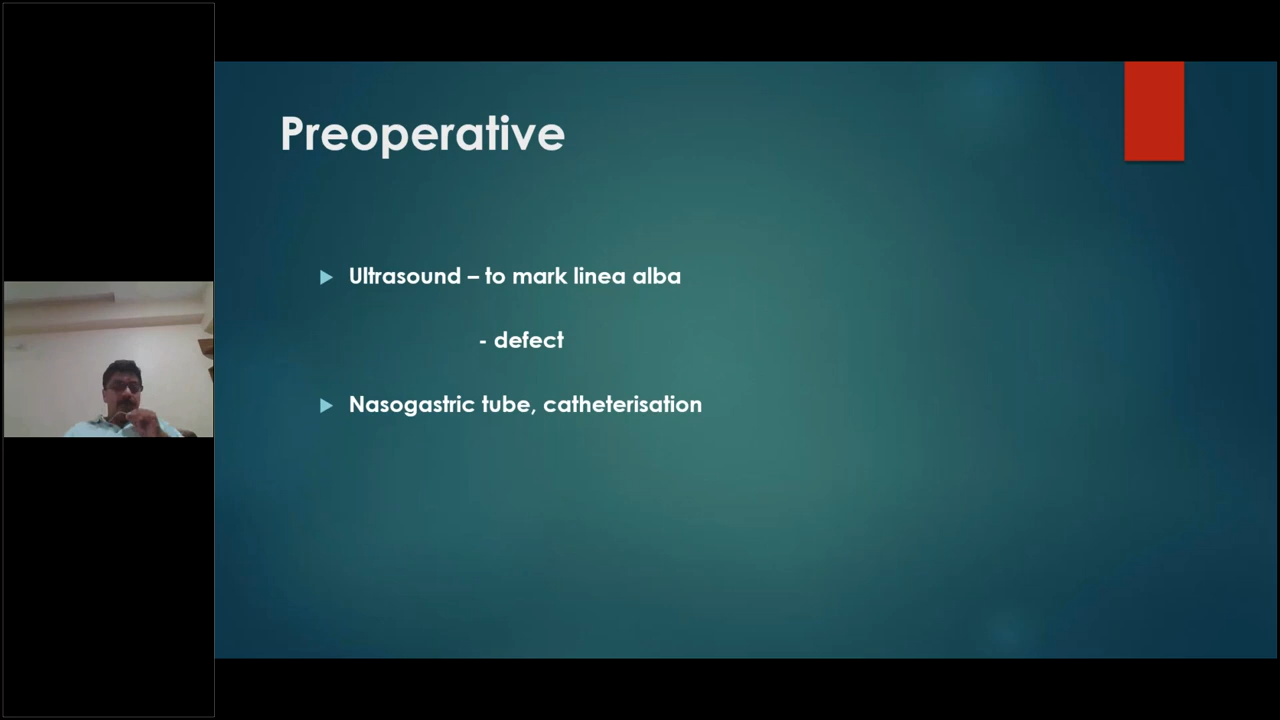 Preoperative
Ultrasound – to mark linea alba
- defect
Nasogastric tube, catheterisation